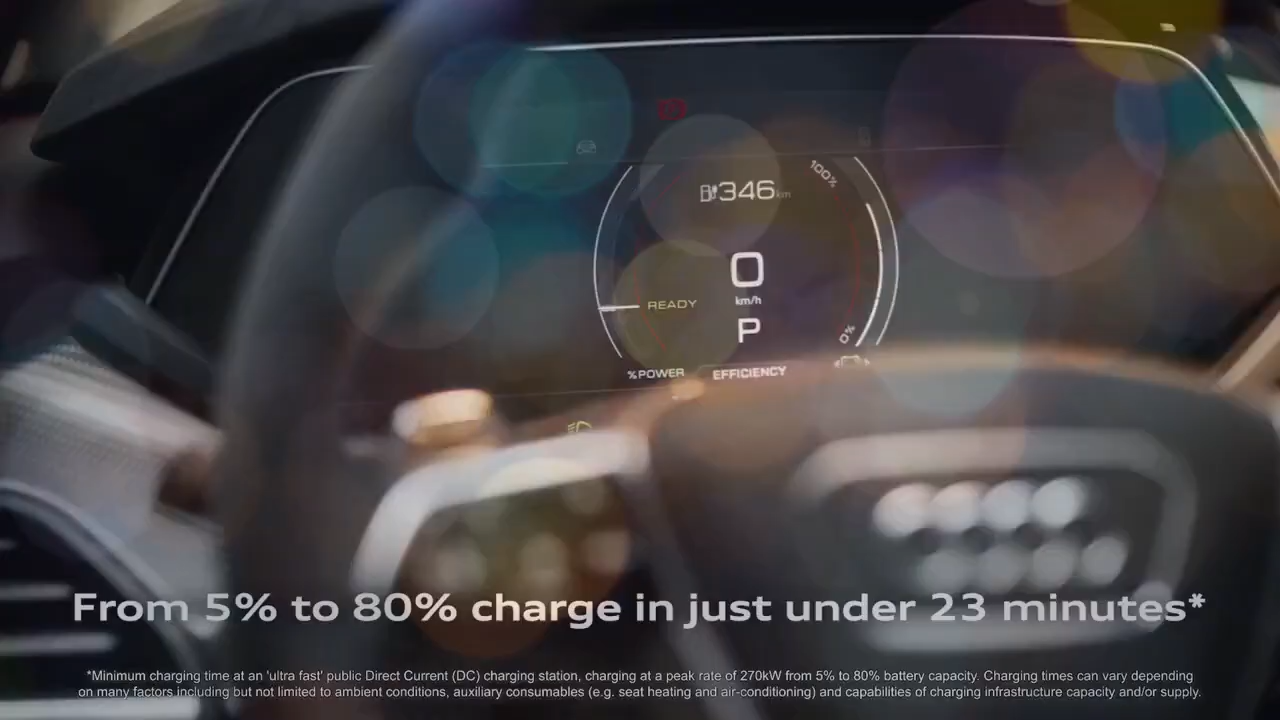 346 km
100%
0
km/h
READY
P
0%
%POWER
EFFICIENCY
From 5% to 80% charge in just under 23 minutes*
*Minimum charging time at an 'ultra fast' public Direct Current (DC) charging station, charging at a peak rate of 270kW from 5% to 80% battery capacity. Charging times can vary depending
on many factors including but not limited to ambient conditions, auxiliary consumables (e.g. seat heating and air-conditioning) and capabilities of charging infrastructure capacity and/or supply.